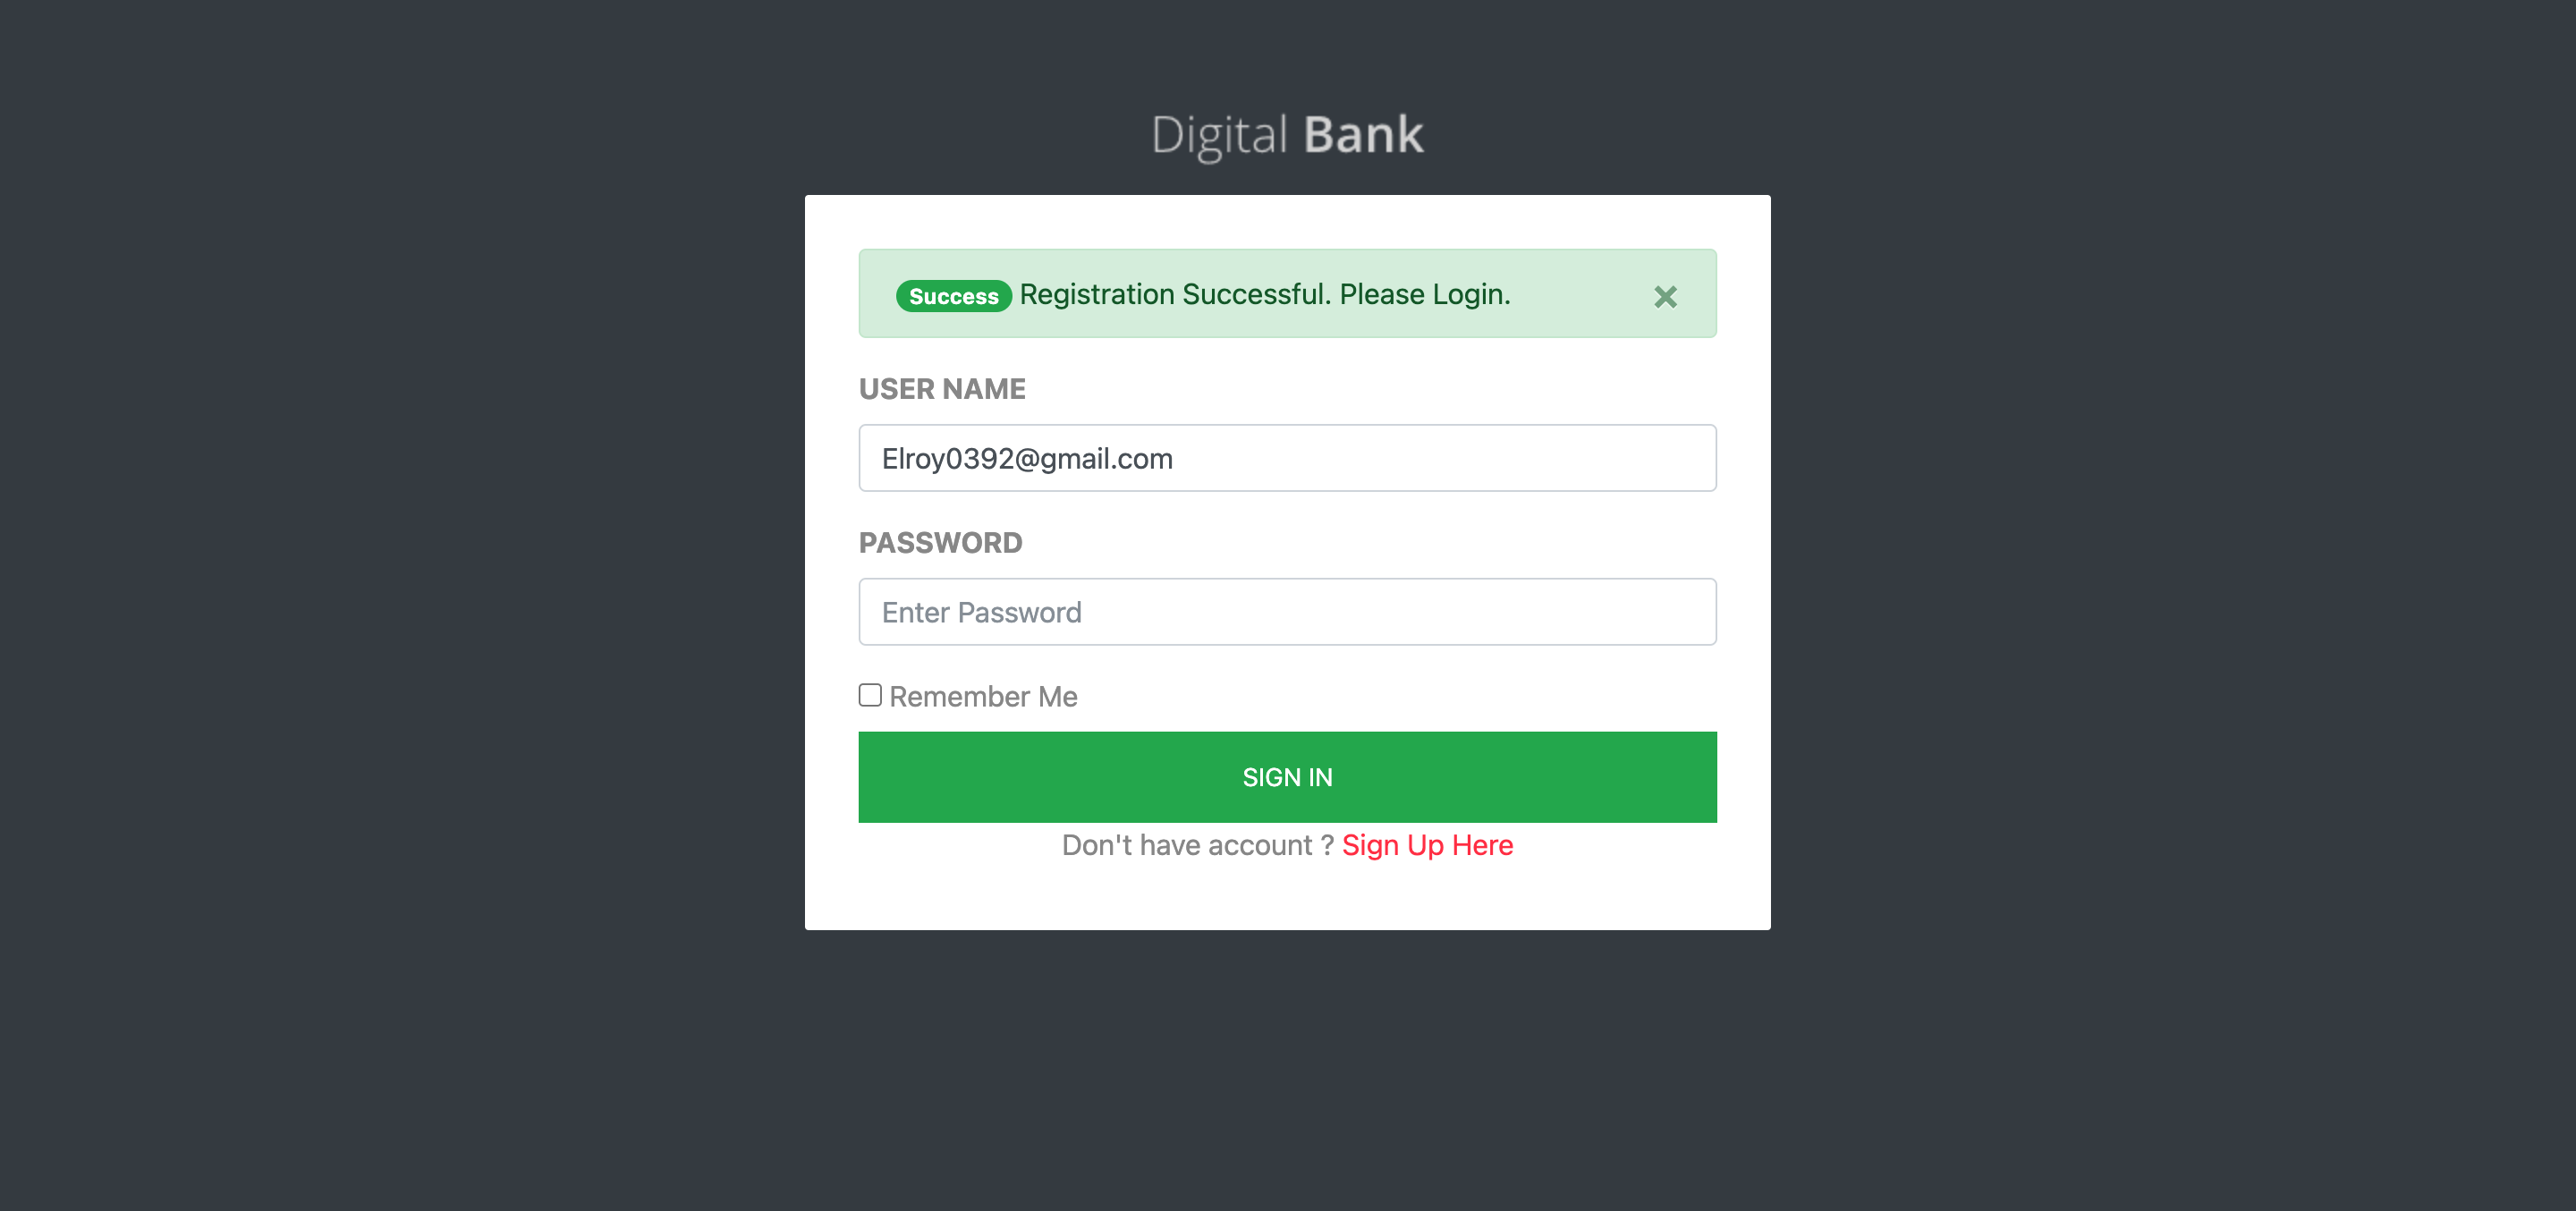 Digital Bank
Success Registration Successful. Please Login. ×
USER NAME
Elroy0392@gmail.com
PASSWORD
Enter Password
Remember Me
SIGN IN
Don't have account ? Sign Up Here